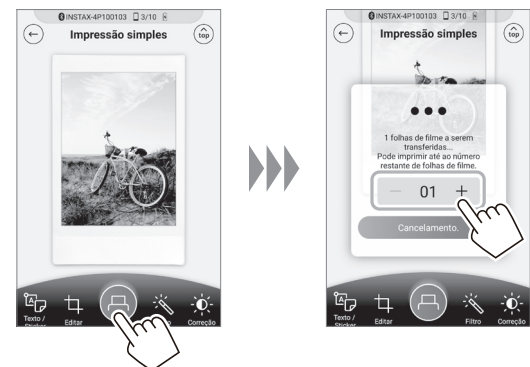 INSTAX-4P100103 3/10
Impressão simples
top
Texto /
Sticker
Editar
Correção
INSTAX-4P100103 3/10
Impressão simples
top
1 folhas de filme a serem
transferidas...
Pode imprimir até ao número
restante de folhas de filme.
— 01 +
Cancelamento.
Texto /
Sticker
Editar
Filtro
Correção